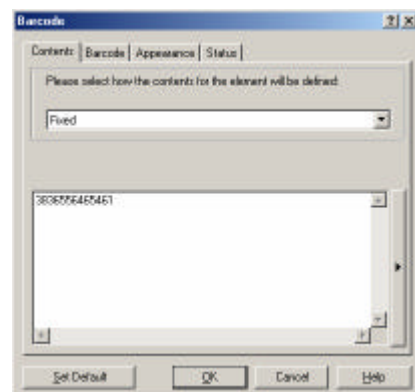 Barcode
Contents Barcode Appearance Status
Please select how the contents for the element will be defined:
Fixed
3836556465461
Set Default OK Cancel Help